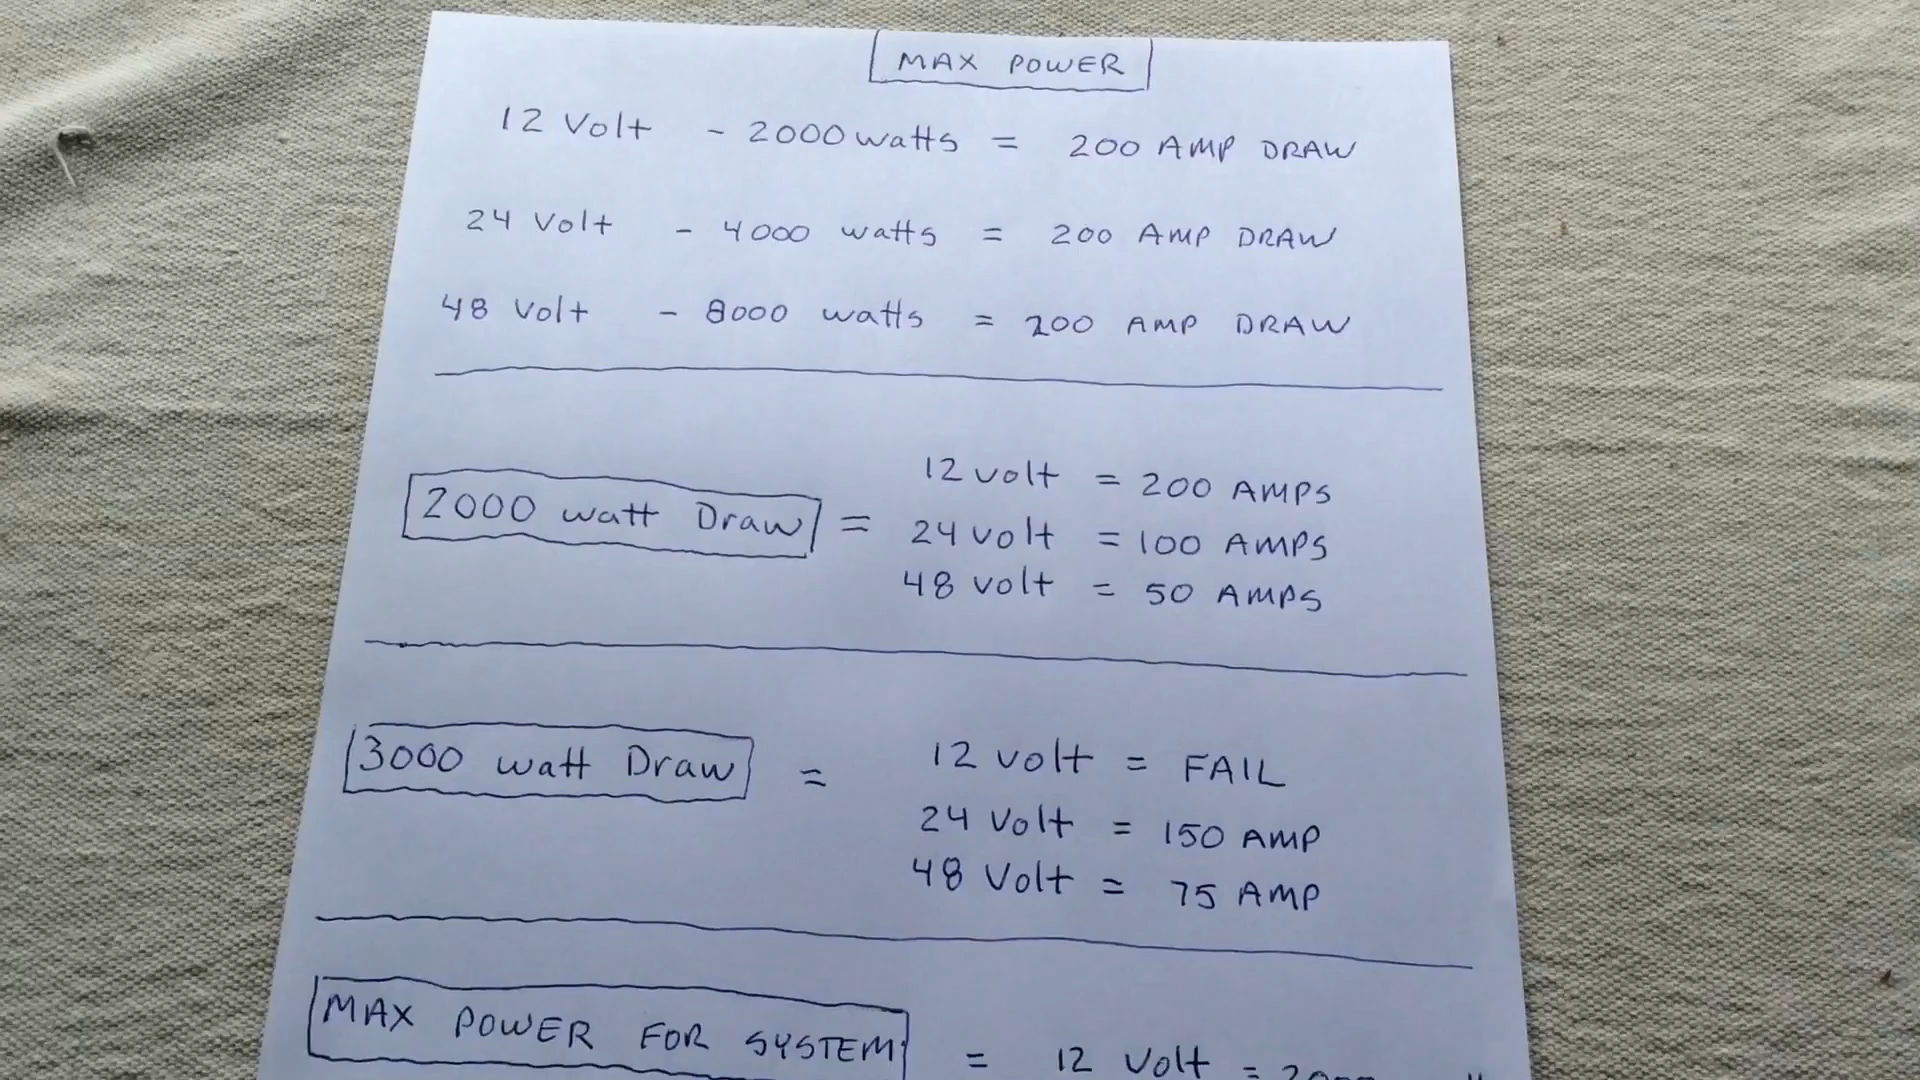 MAX POWER
12 Volt - 2000 watts = 200 AMP DRAW
24 Volt - 4000 watts = 200 AMP DRAW
48 Volt - 8000 watts = 200 AMP DRAW
12 volt = 200 AMPS
2000 watt Draw = 24 volt = 100 AMPS
48 volt = 50 AMPS
12 volt = FAIL
3000 watt Draw = 24 Volt = 150 AMP
48 Volt = 75 AMP
MAX POWER FOR SYSTEM = 12 Volt =